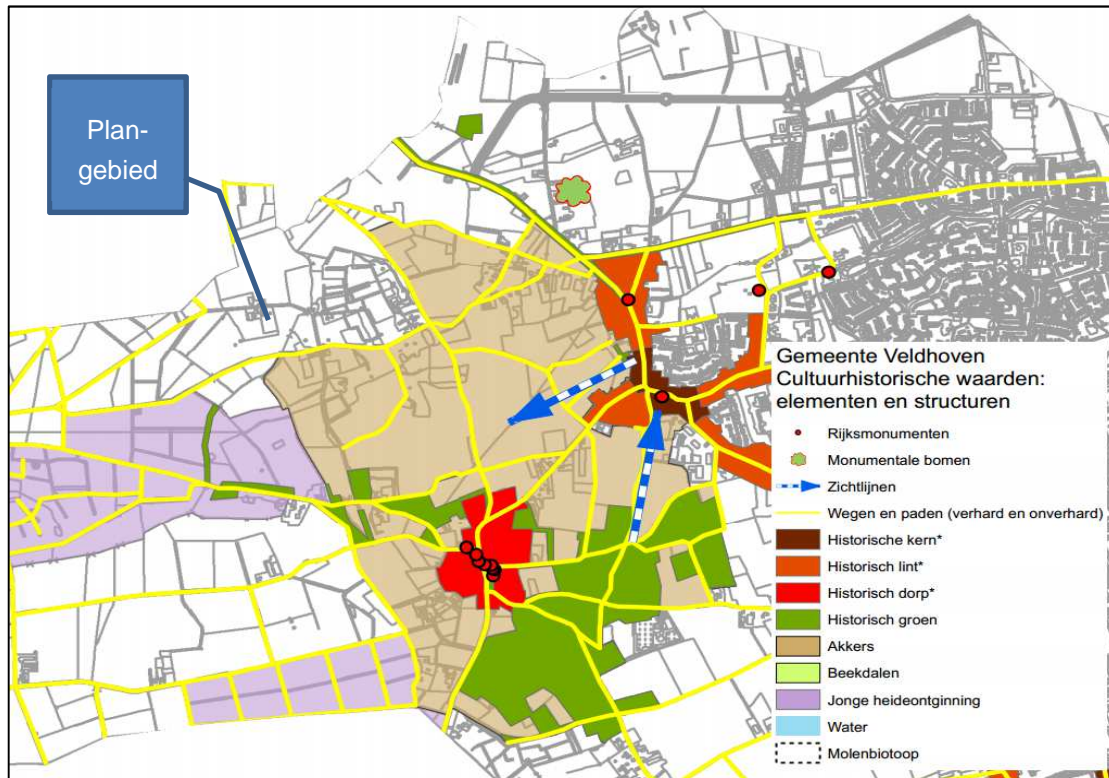 Plan-
gebied
Gemeente Veldhoven
Cultuurhistorische waarden:
elementen en structuren
Rijksmonumenten
Monumentale bomen
Zichtlijnen
Wegen en paden (verhard en onverhard)
Historische kern*
Historisch lint*
Historisch dorp*
Historisch groen
Akkers
Beekdalen
Jonge heideontginning
Water
Molenbiotoop